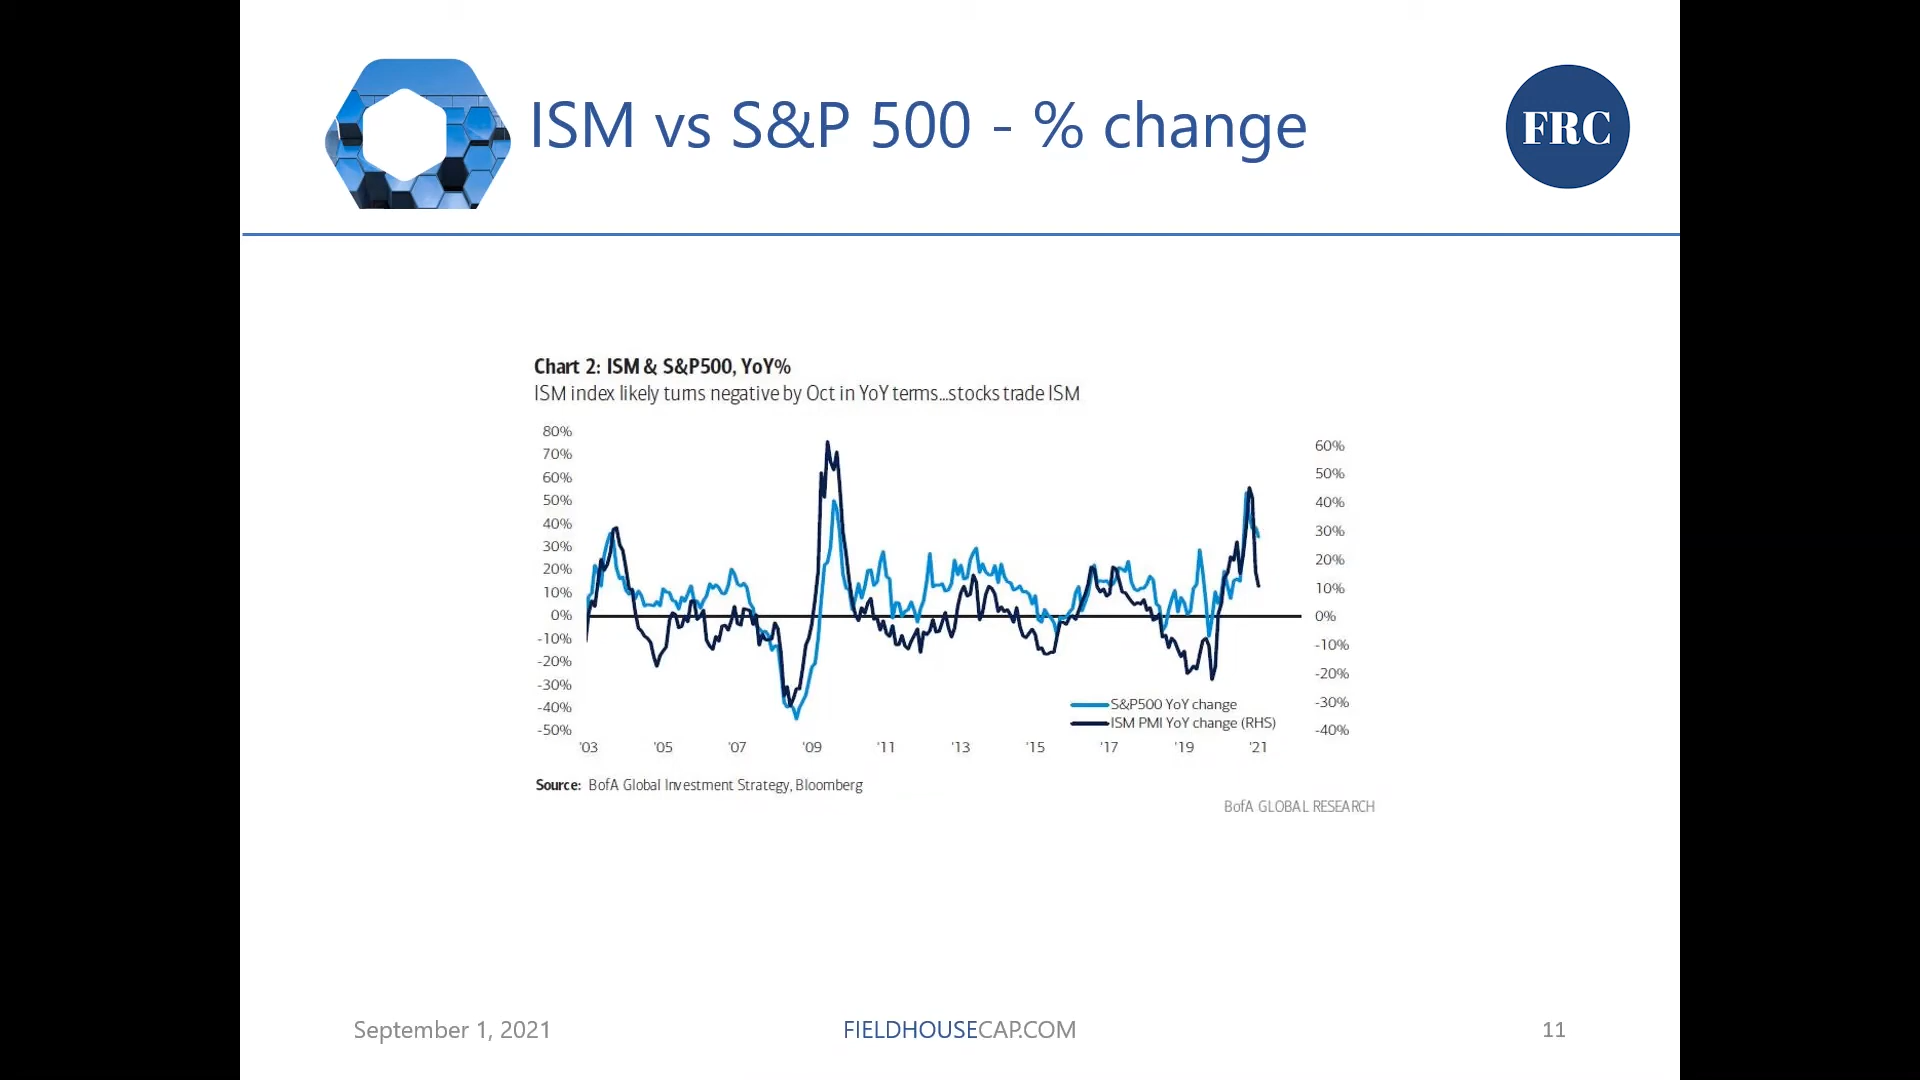 ISM vs S&P 500 - % change
FRC
Chart 2: ISM & S&P500, YoY%
ISM index likely turns negative by Oct in YoY terms...stocks trade ISM
80%
70%
60%
50%
40%
30%
20%
10%
0%
-10%
-20%
-30%
-40%
-50%
60%
50%
40%
30%
20%
10%
0%
-10%
-20%
-30%
-40%
S&P500 YoY change
ISM PMI YoY change (RHS)
'03 '05 '07 '09 '11 '13 '15 '17 '19 '21
Source: BofA Global Investment Strategy, Bloomberg
BofA GLOBAL RESEARCH
September 1, 2021 FIELDHOUSECAP.COM 11